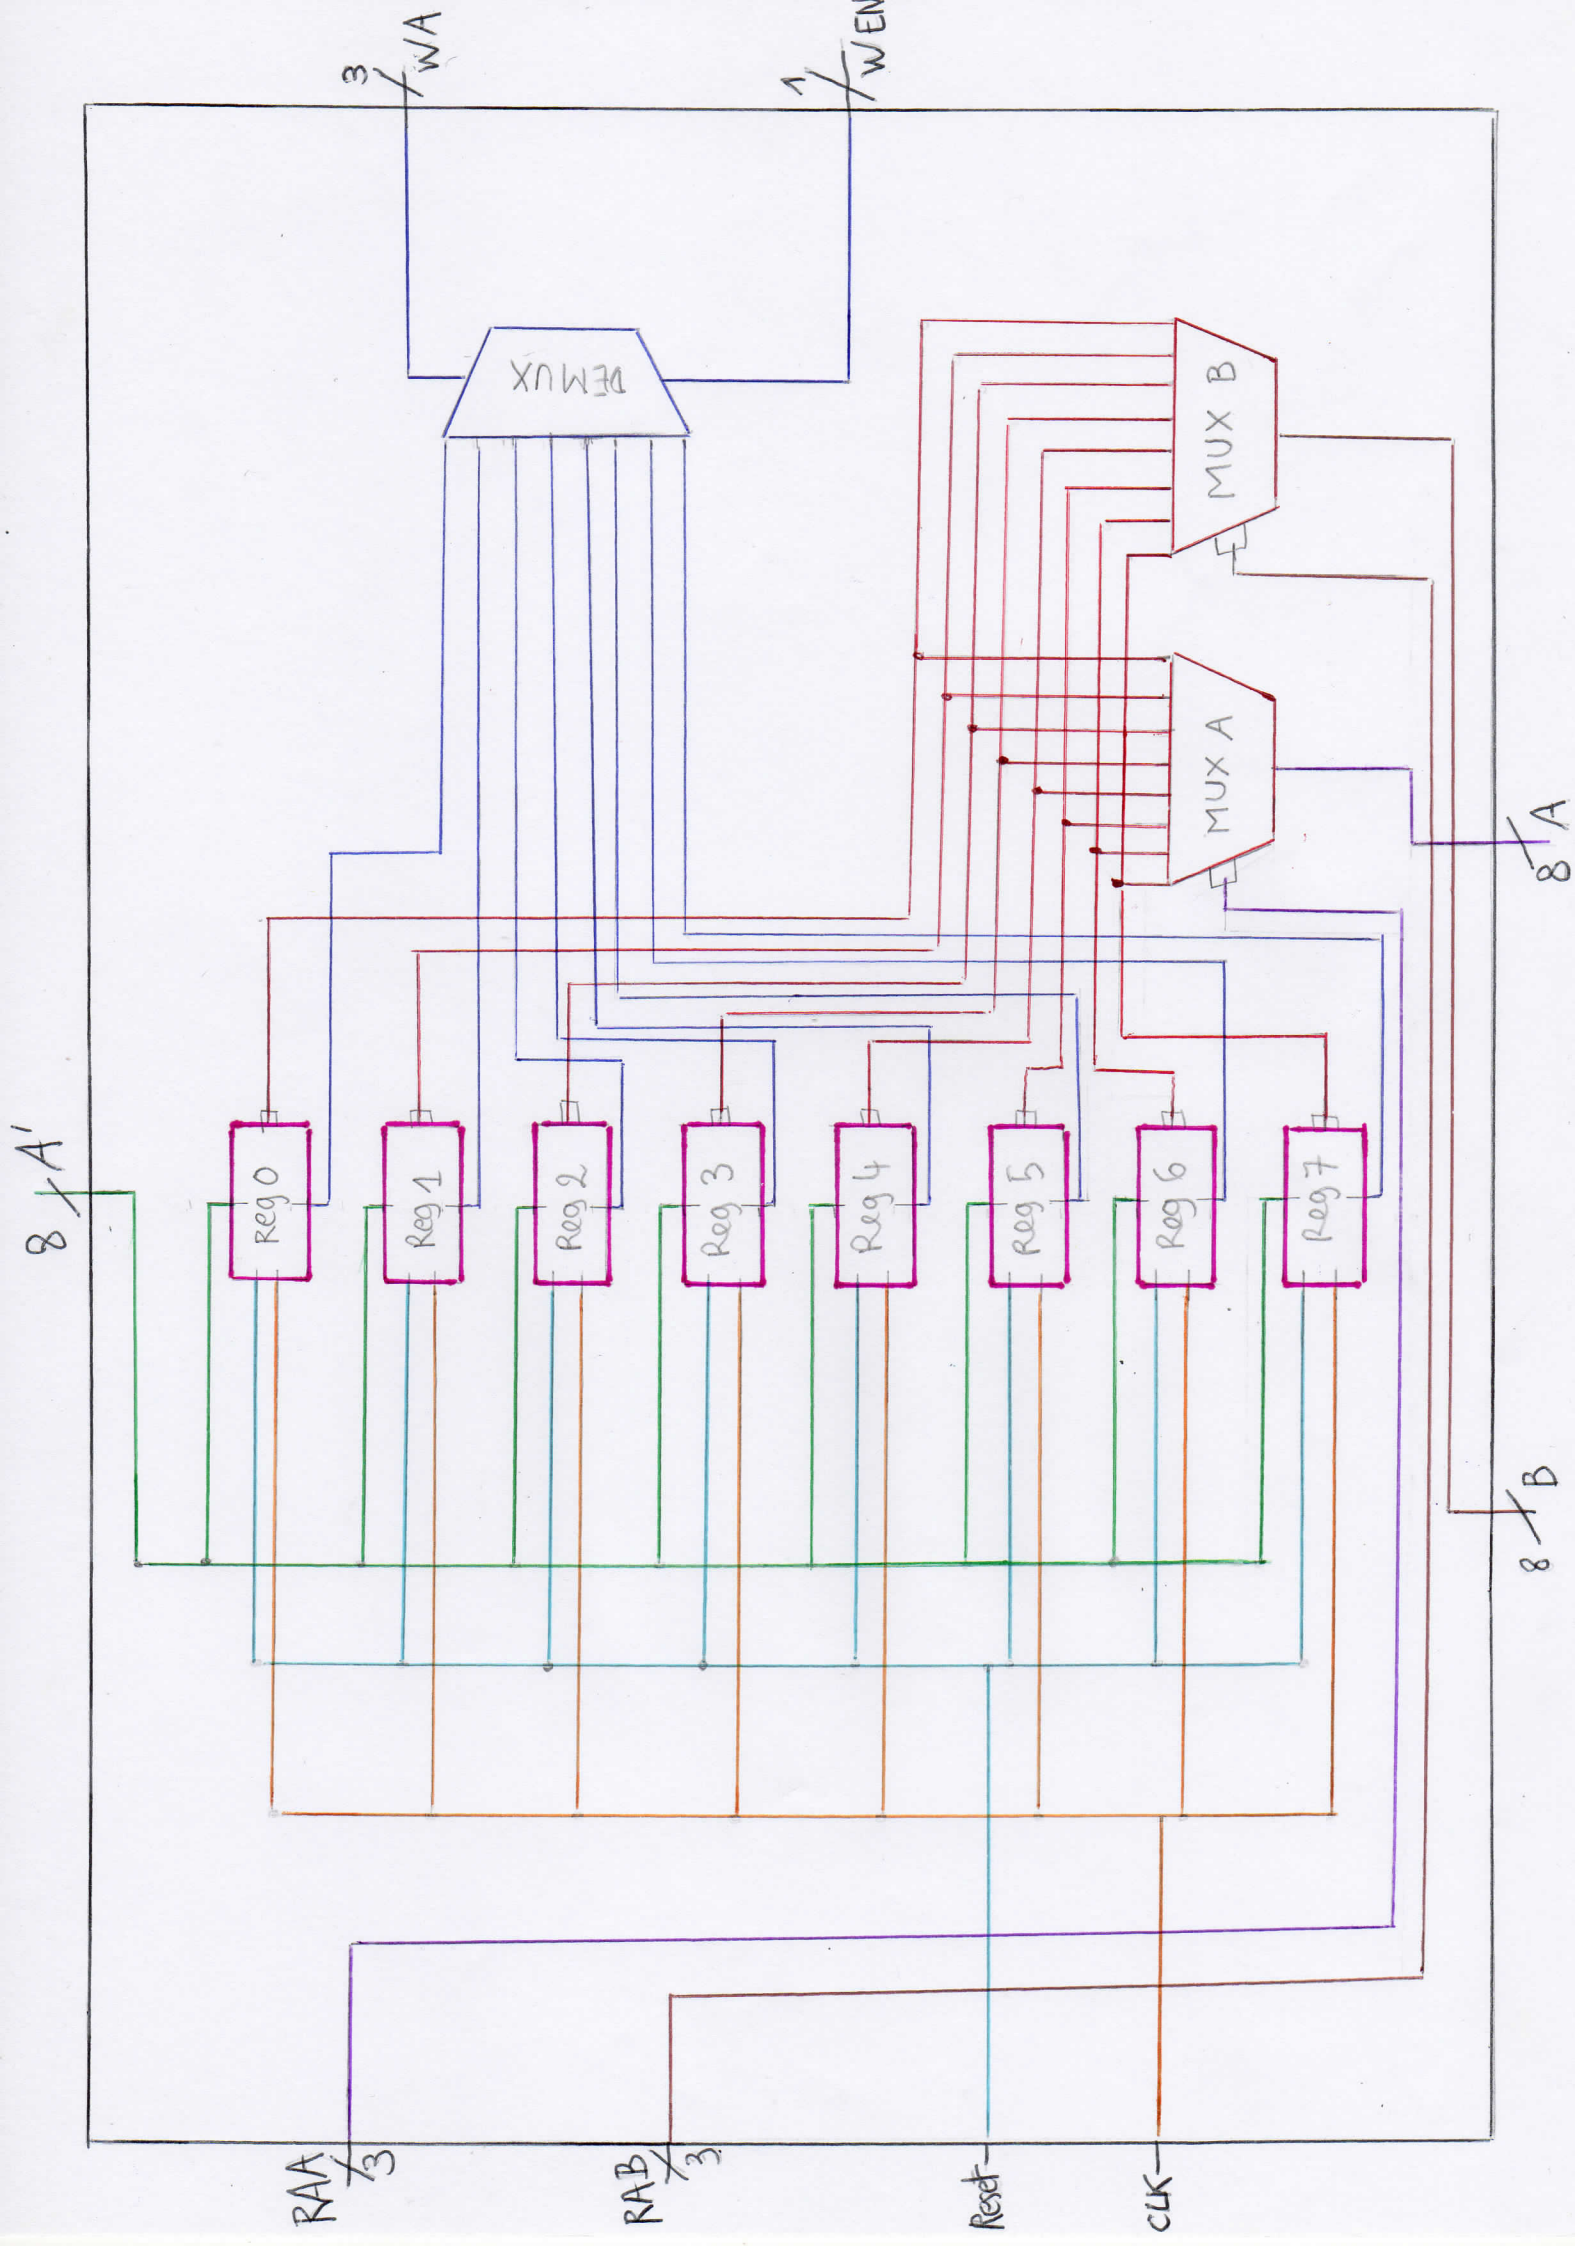 3
WA
1
WEN
DEMUX
MUX B
MUX A
8
A
8
A'
Reg 0
Reg 1
Reg 2
Reg 3
Reg 4
Reg 5
Reg 6
Reg 7
8
B
RAA
3
RAB
3
Reset
CLK